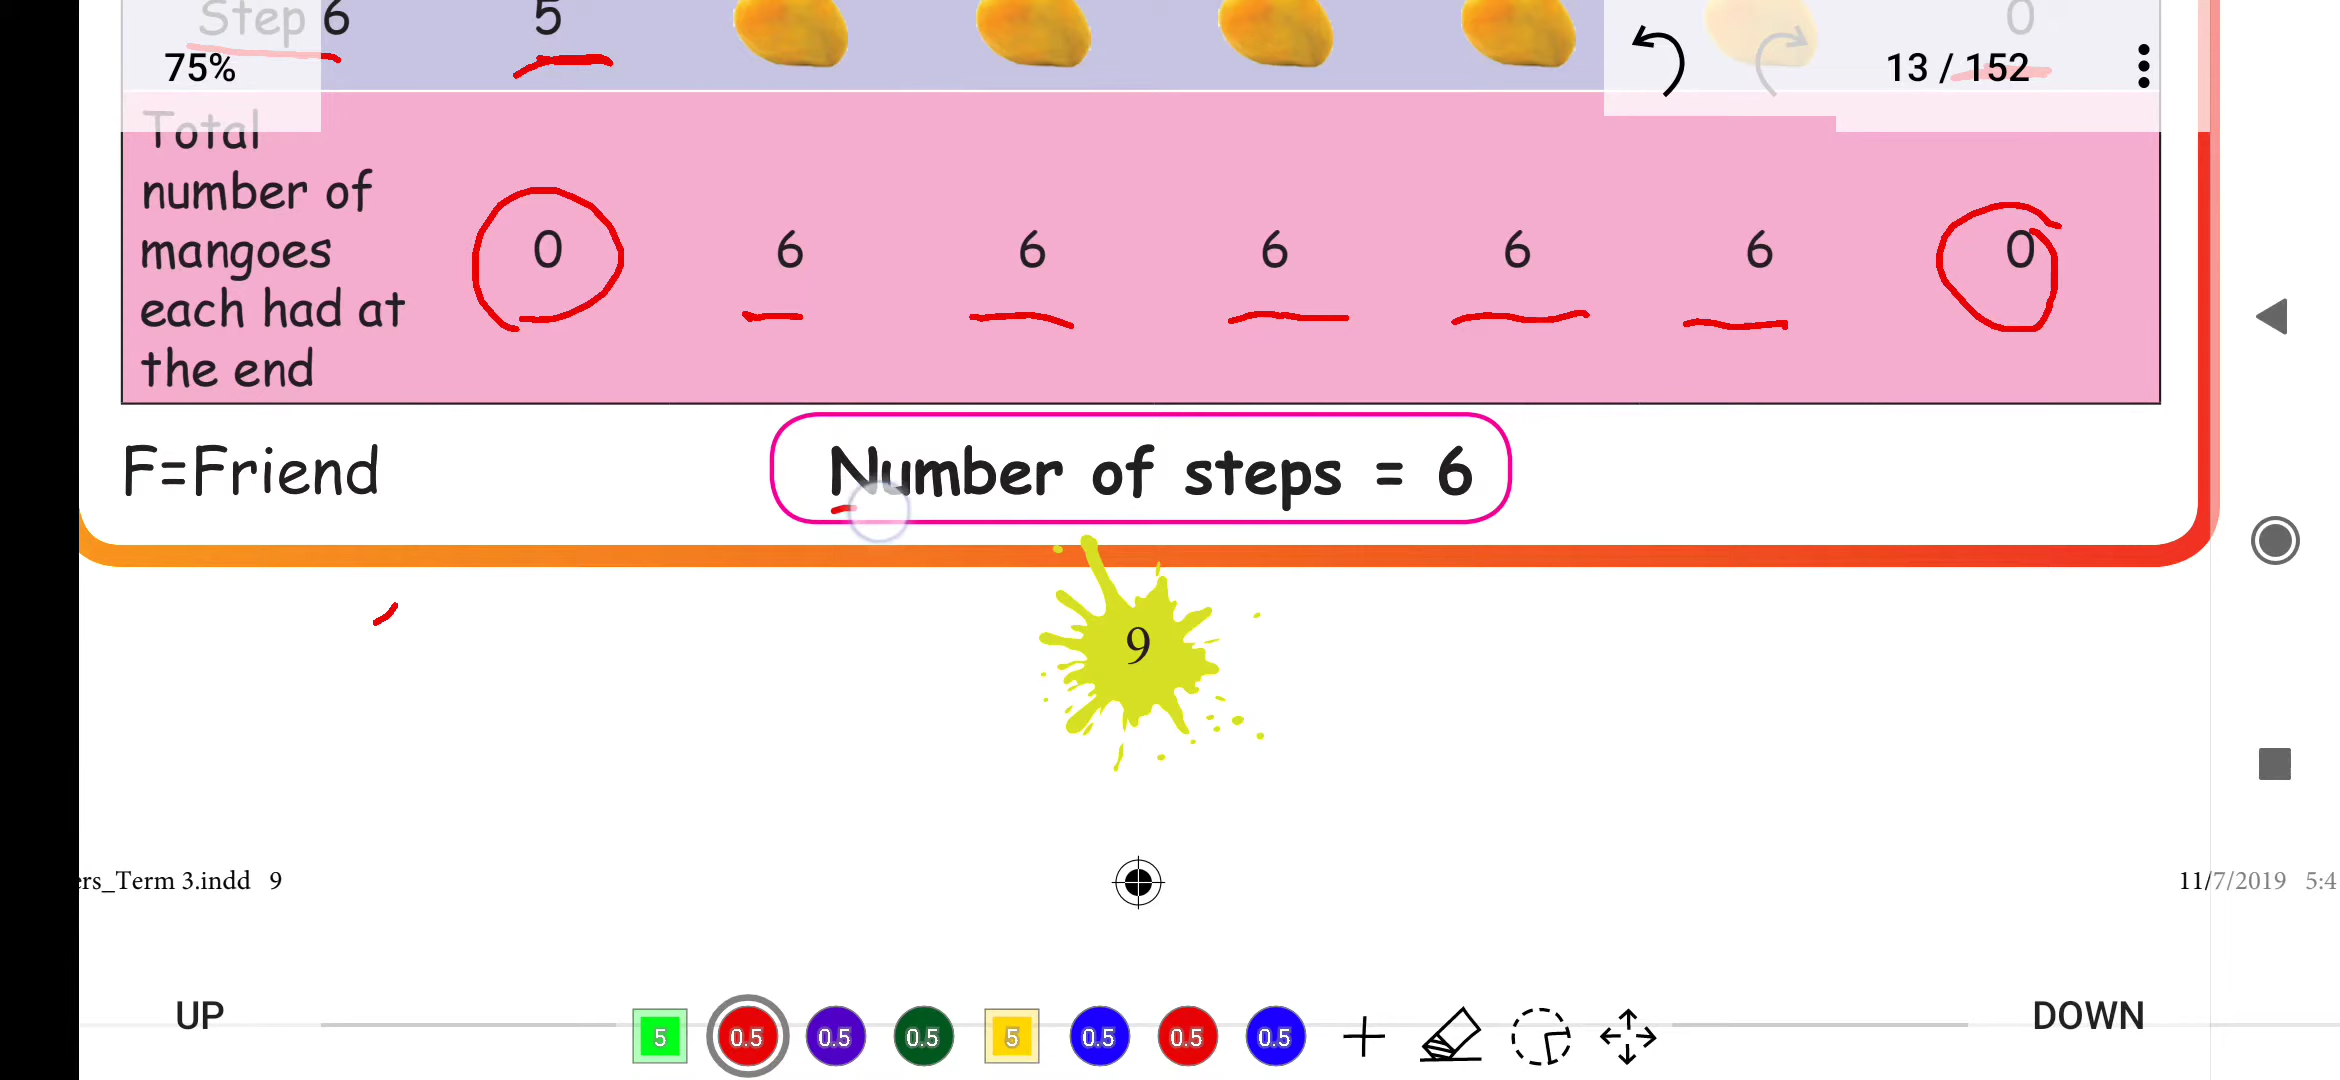 Step 6 5 0
75% 13 / 152
Total
number of
mangoes
each had at
the end
0 6 6 6 6 6 0
F=Friend Number of steps = 6
9
ers_Term 3.indd 9 11/7/2019 5:4
UP 5 0.5 0.5 0.5 5 0.5 0.5 0.5 DOWN